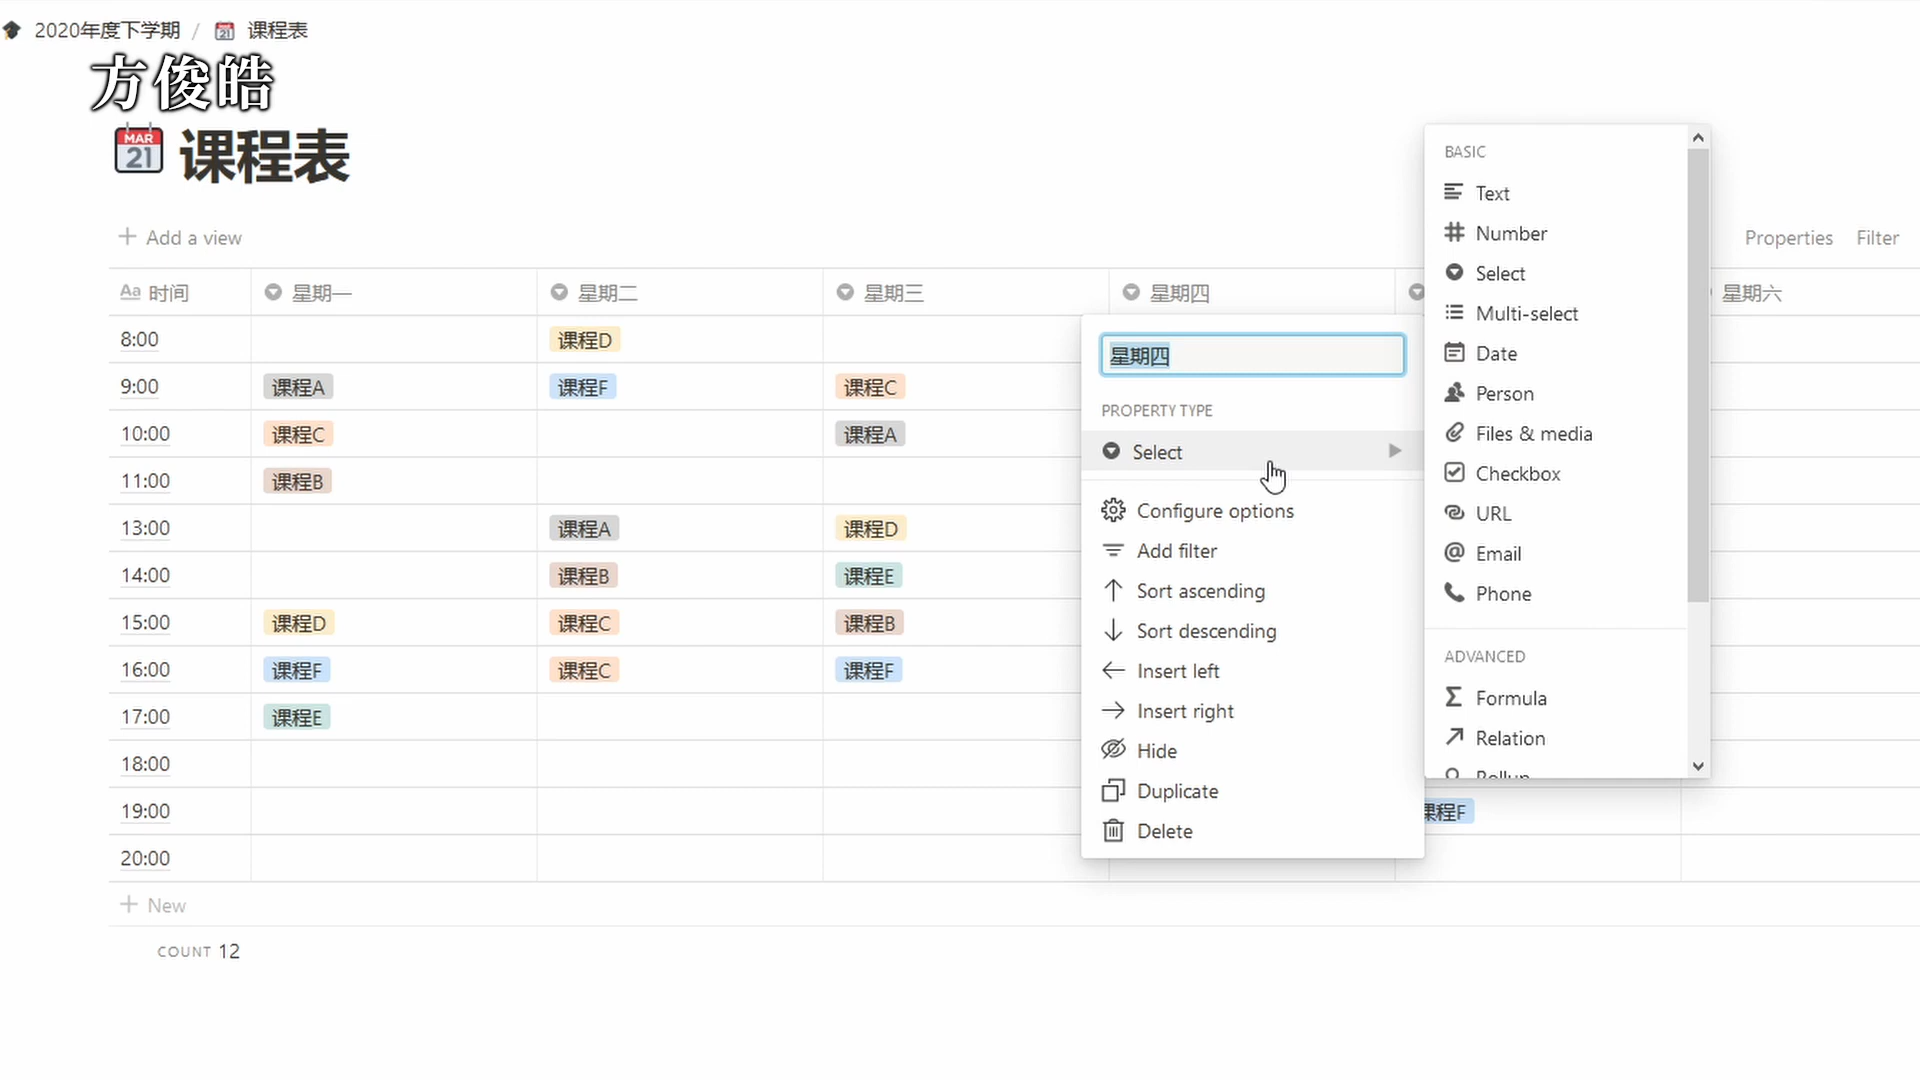 2020年度下学期 / 课程表
方俊皓
MAR
21
课程表
Add a view
Properties Filter
Aa 时间 星期一 星期二 星期三 星期四 星期六
8:00 课程D
9:00 课程A 课程F 课程C
10:00 课程C 课程A
11:00 课程B
13:00 课程A 课程D
14:00 课程B 课程E
15:00 课程D 课程C 课程B
16:00 课程F 课程C 课程F
17:00 课程E
18:00
19:00 课程F
20:00
New
COUNT 12
星期四
PROPERTY TYPE
Select
Configure options
Add filter
Sort ascending
Sort descending
Insert left
Insert right
Hide
Duplicate
Delete
BASIC
Text
Number
Select
Multi-select
Date
Person
Files & media
Checkbox
URL
Email
Phone
ADVANCED
Formula
Relation
Rollup